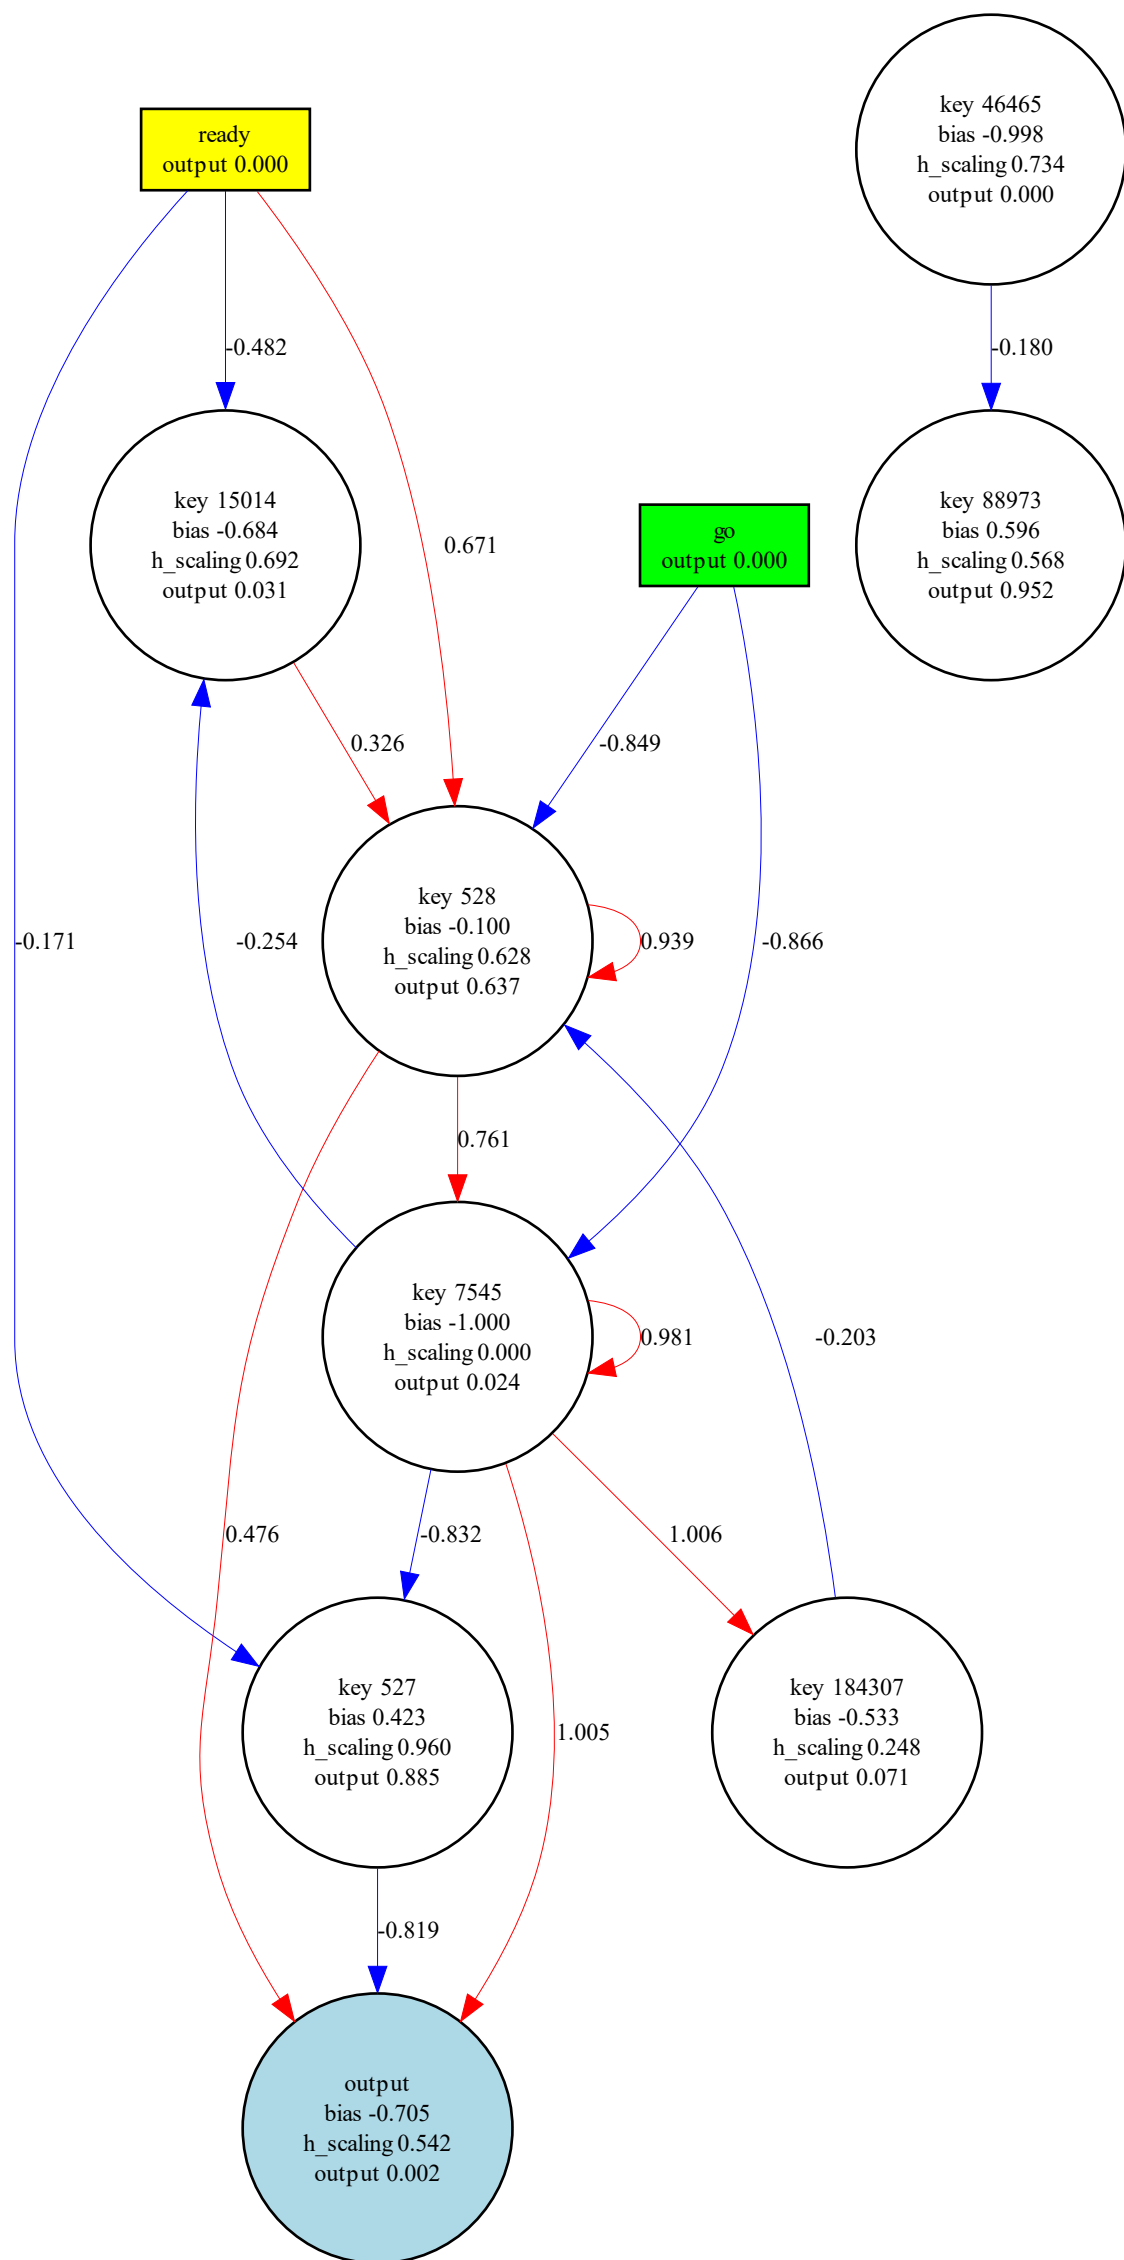 key 46465
bias -0.998
h_scaling 0.734
output 0.000
ready
output 0.000
-0.482
-0.180
key 15014
bias -0.684
h_scaling 0.692
output 0.031
0.671
go
output 0.000
key 88973
bias 0.596
h_scaling 0.568
output 0.952
0.326
-0.849
-0.171
-0.254
key 528
bias -0.100
h_scaling 0.628
output 0.637
0.939
-0.866
0.761
key 7545
bias -1.000
h_scaling 0.000
output 0.024
0.981
-0.203
0.476
-0.832
1.006
key 527
bias 0.423
h_scaling 0.960
output 0.885
1.005
key 184307
bias -0.533
h_scaling 0.248
output 0.071
-0.819
output
bias -0.705
h_scaling 0.542
output 0.002